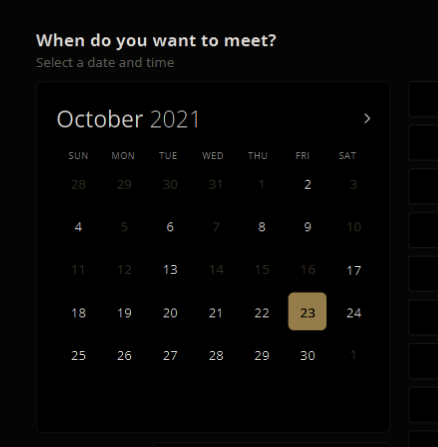 When do you want to meet?
Select a date and time
October 2021
SUN MON TUE WED THU FRI SAT
28 29 30 31 1 2 3
4 5 6 7 8 9 10
11 12 13 14 15 16 17
18 19 20 21 22 23 24
25 26 27 28 29 30 1